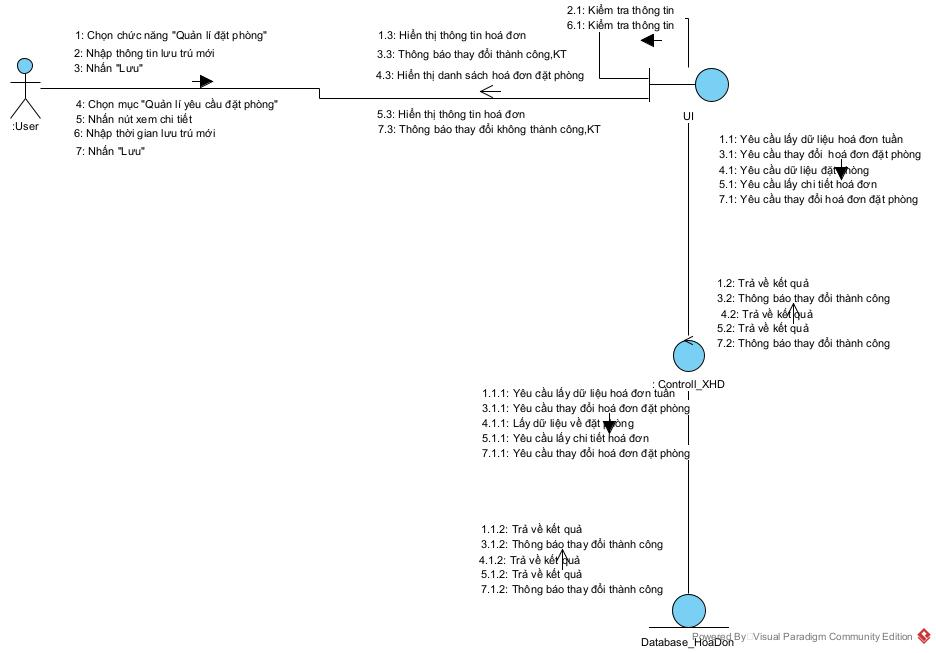 2.1: Kiểm tra thông tin
6.1: Kiểm tra thông tin
1: Chọn chức năng "Quản lí đặt phòng"
2: Nhập thông tin lưu trú mới
3: Nhấn "Lưu"
1.3: Hiển thị thông tin hoá đơn
3.3: Thông báo thay đổi thành công,KT
4.3: Hiển thị danh sách hoá đơn đặt phòng
:User
4: Chọn mục "Quản lí yêu cầu đặt phòng"
5: Nhấn nút xem chi tiết
6: Nhập thời gian lưu trú mới
7: Nhấn "Lưu"
5.3: Hiển thị thông tin hoá đơn
7.3: Thông báo thay đổi không thành công,KT
UI
1.1: Yêu cầu lấy dữ liệu hoá đơn tuần
3.1: Yêu cầu thay đổi hoá đơn đặt phòng
4.1: Yêu cầu dữ liệu đặt phòng
5.1: Yêu cầu lấy chi tiết hoá đơn
7.1: Yêu cầu thay đổi hoá đơn đặt phòng
1.2: Trả về kết quả
3.2: Thông báo thay đổi thành công
4.2: Trả về kết quả
5.2: Trả về kết quả
7.2: Thông báo thay đổi thành công
: Controll_XHD
1.1.1: Yêu cầu lấy dữ liệu hoá đơn tuần
3.1.1: Yêu cầu thay đổi hoá đơn đặt phòng
4.1.1: Lấy dữ liệu về đặt phòng
5.1.1: Yêu cầu lấy chi tiết hoá đơn
7.1.1: Yêu cầu thay đổi hoá đơn đặt phòng
1.1.2: Trả về kết quả
3.1.2: Thông báo thay đổi thành công
4.1.2: Trả về kết quả
5.1.2: Trả về kết quả
7.1.2: Thông báo thay đổi thành công
Database_HoaDon
Powered By Visual Paradigm Community Edition